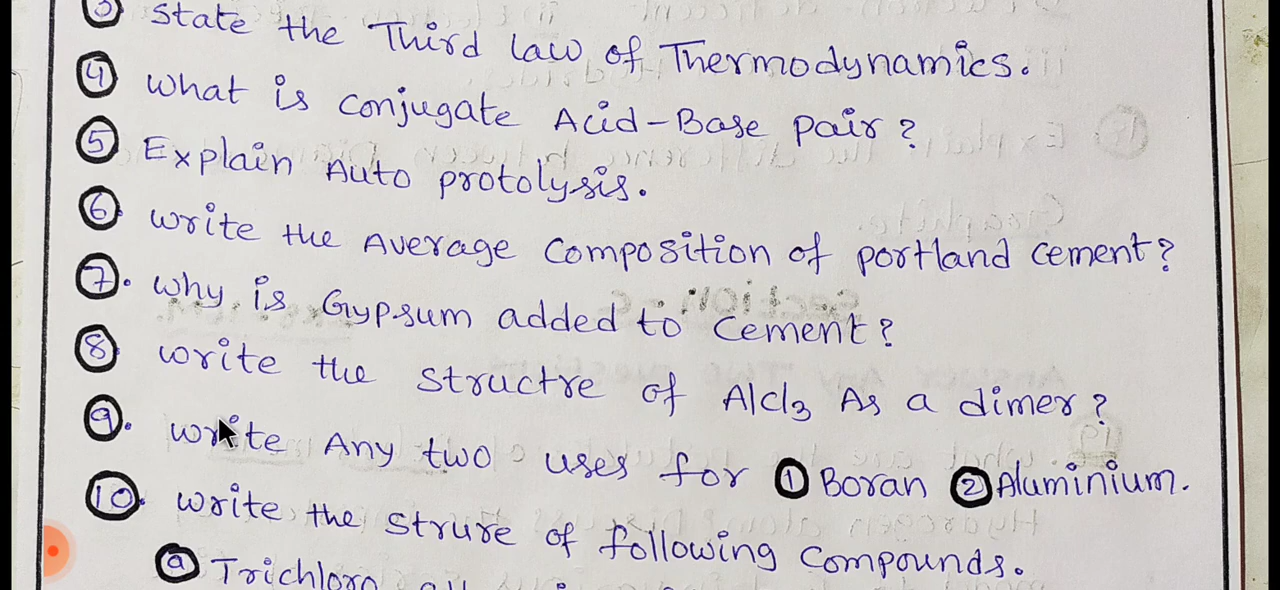 ③ State the Third law of Thermodynamics.
④ What is conjugate Acid-Base pair?
⑤ Explain Auto protolysis.
⑥ write the Average Composition of portland cement?
⑦. why is Gypsum added to cement?
⑧ write the structre of AlCl3 As a dimer?
⑨. write Any two uses for ① Boran ② Aluminium.
⑩. write the strure of following compounds.
ⓐ Trichloro